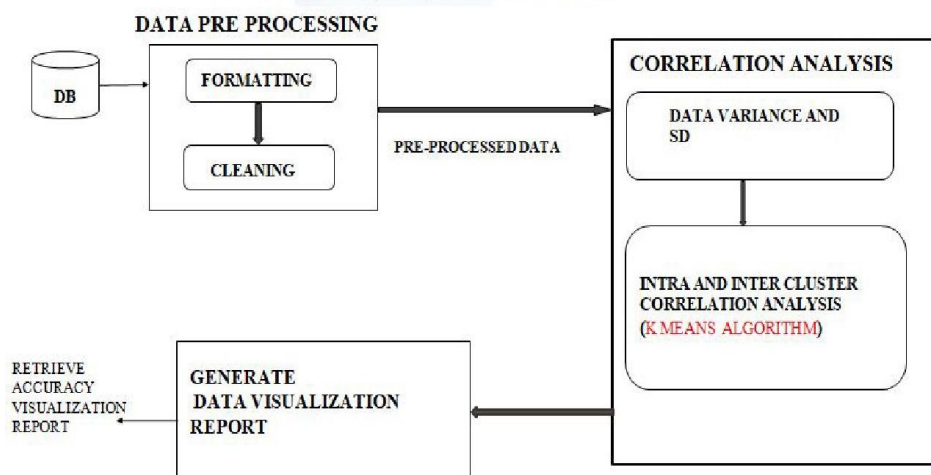 DATA PRE PROCESSING
DB
FORMATTING
CLEANING
PRE-PROCESSED DATA
CORRELATION ANALYSIS
DATA VARIANCE AND
SD
INTRA AND INTER CLUSTER
CORRELATION ANALYSIS
(K MEANS ALGORITHM)
GENERATE
DATA VISUALIZATION
REPORT
RETRIEVE
ACCURACY
VISUALIZATION
REPORT